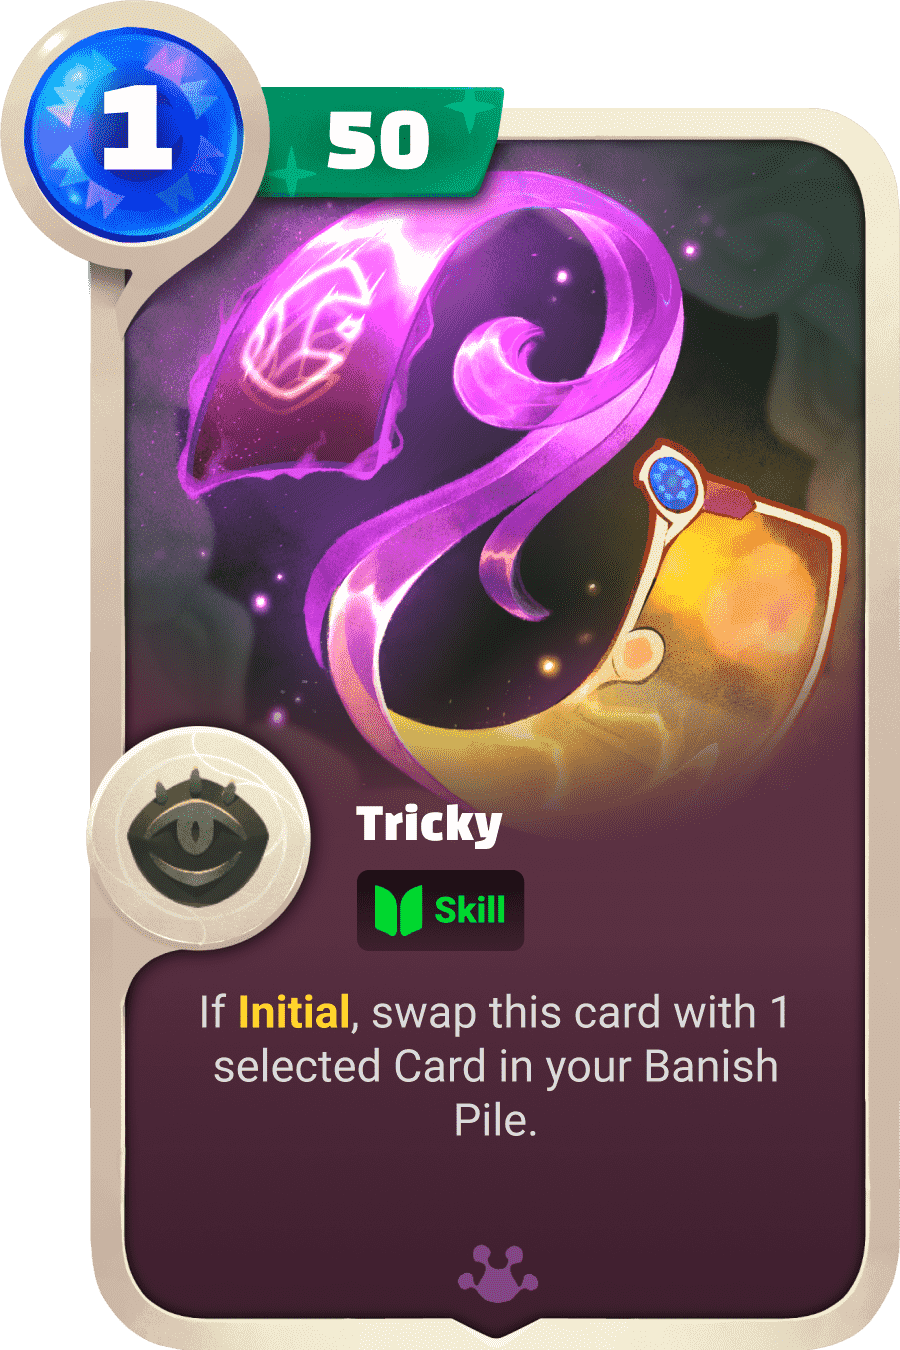 1
50
Tricky
Skill
If Initial, swap this card with 1
selected Card in your Banish
Pile.